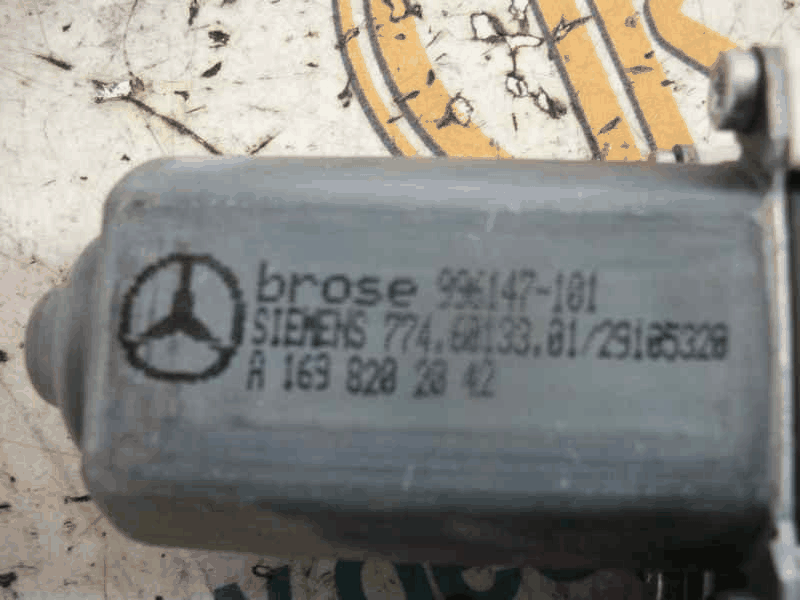 brose 996147-101
SIEMENS 774.60133.01/29105320
A 169 820 20 42